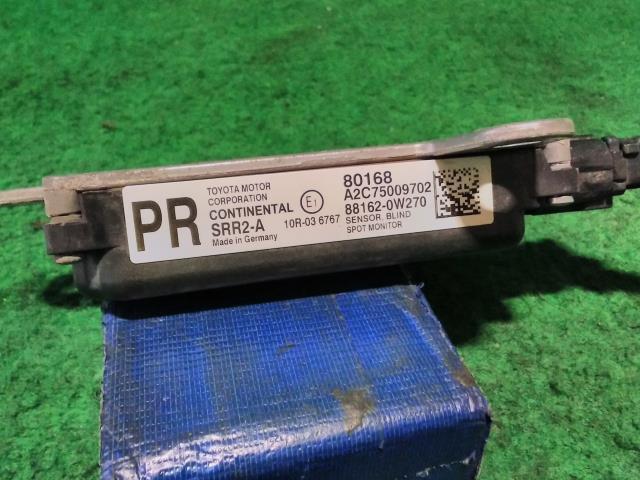 PR
TOYOTA MOTOR
CORPORATION
CONTINENTAL
SRR2-A
Made in Germany
E1
10R-03 6767
80168
A2C75009702
88162-0W270
SENSOR, BLIND
SPOT MONITOR